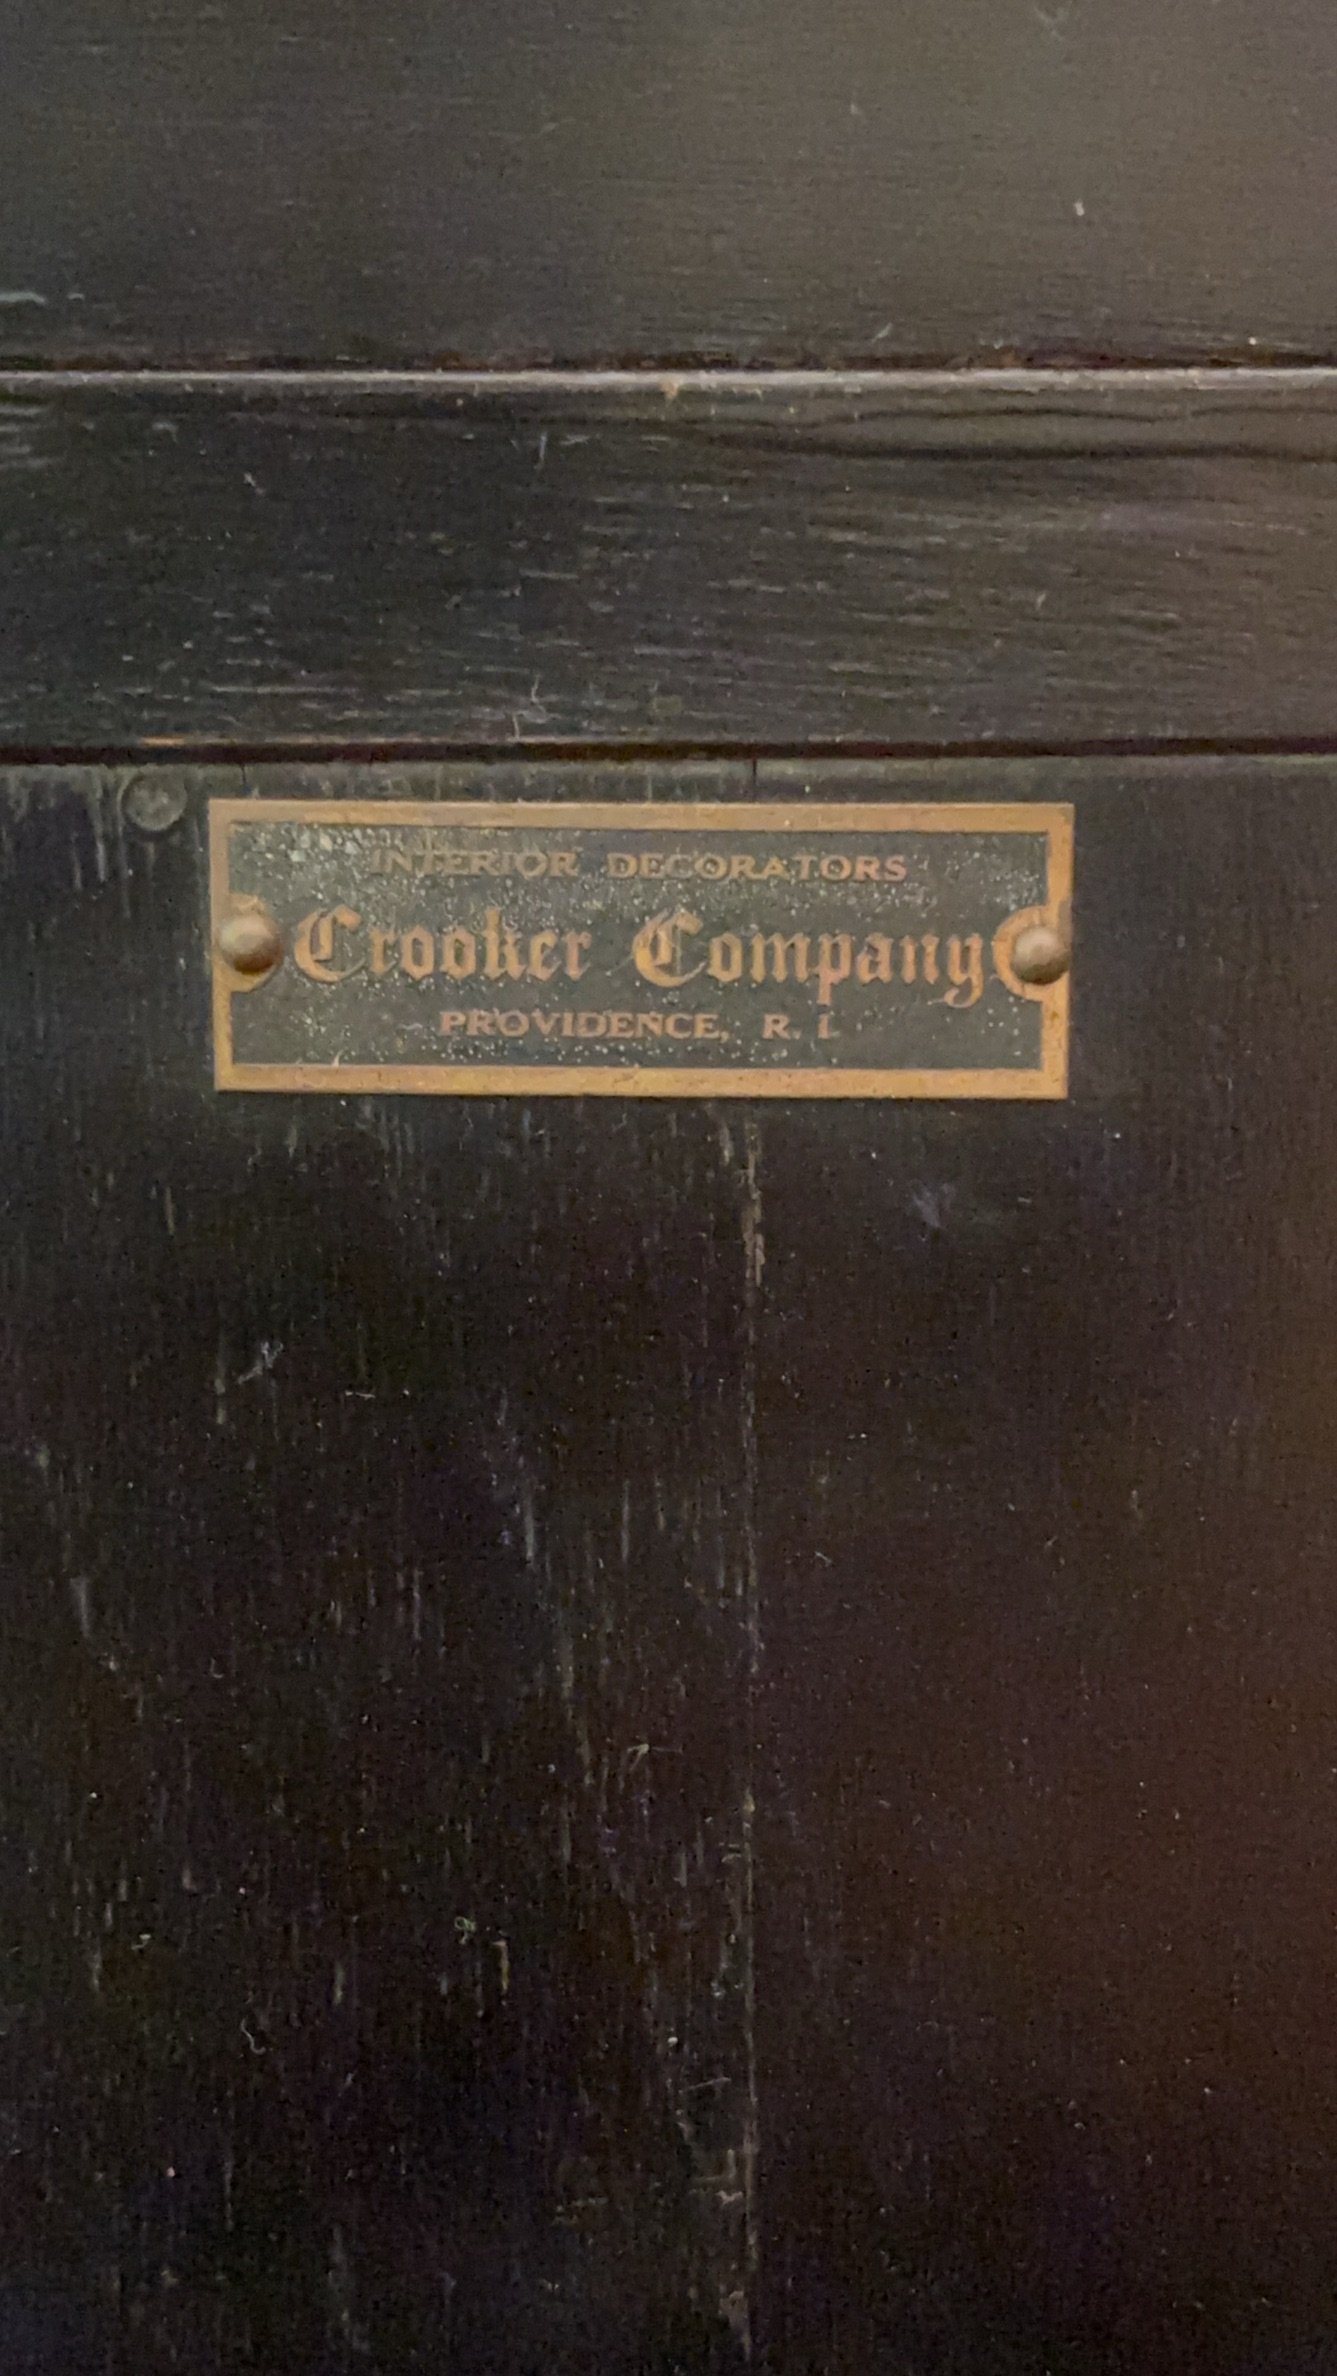 INTERIOR DECORATORS
Crooker Company
PROVIDENCE, R. I.